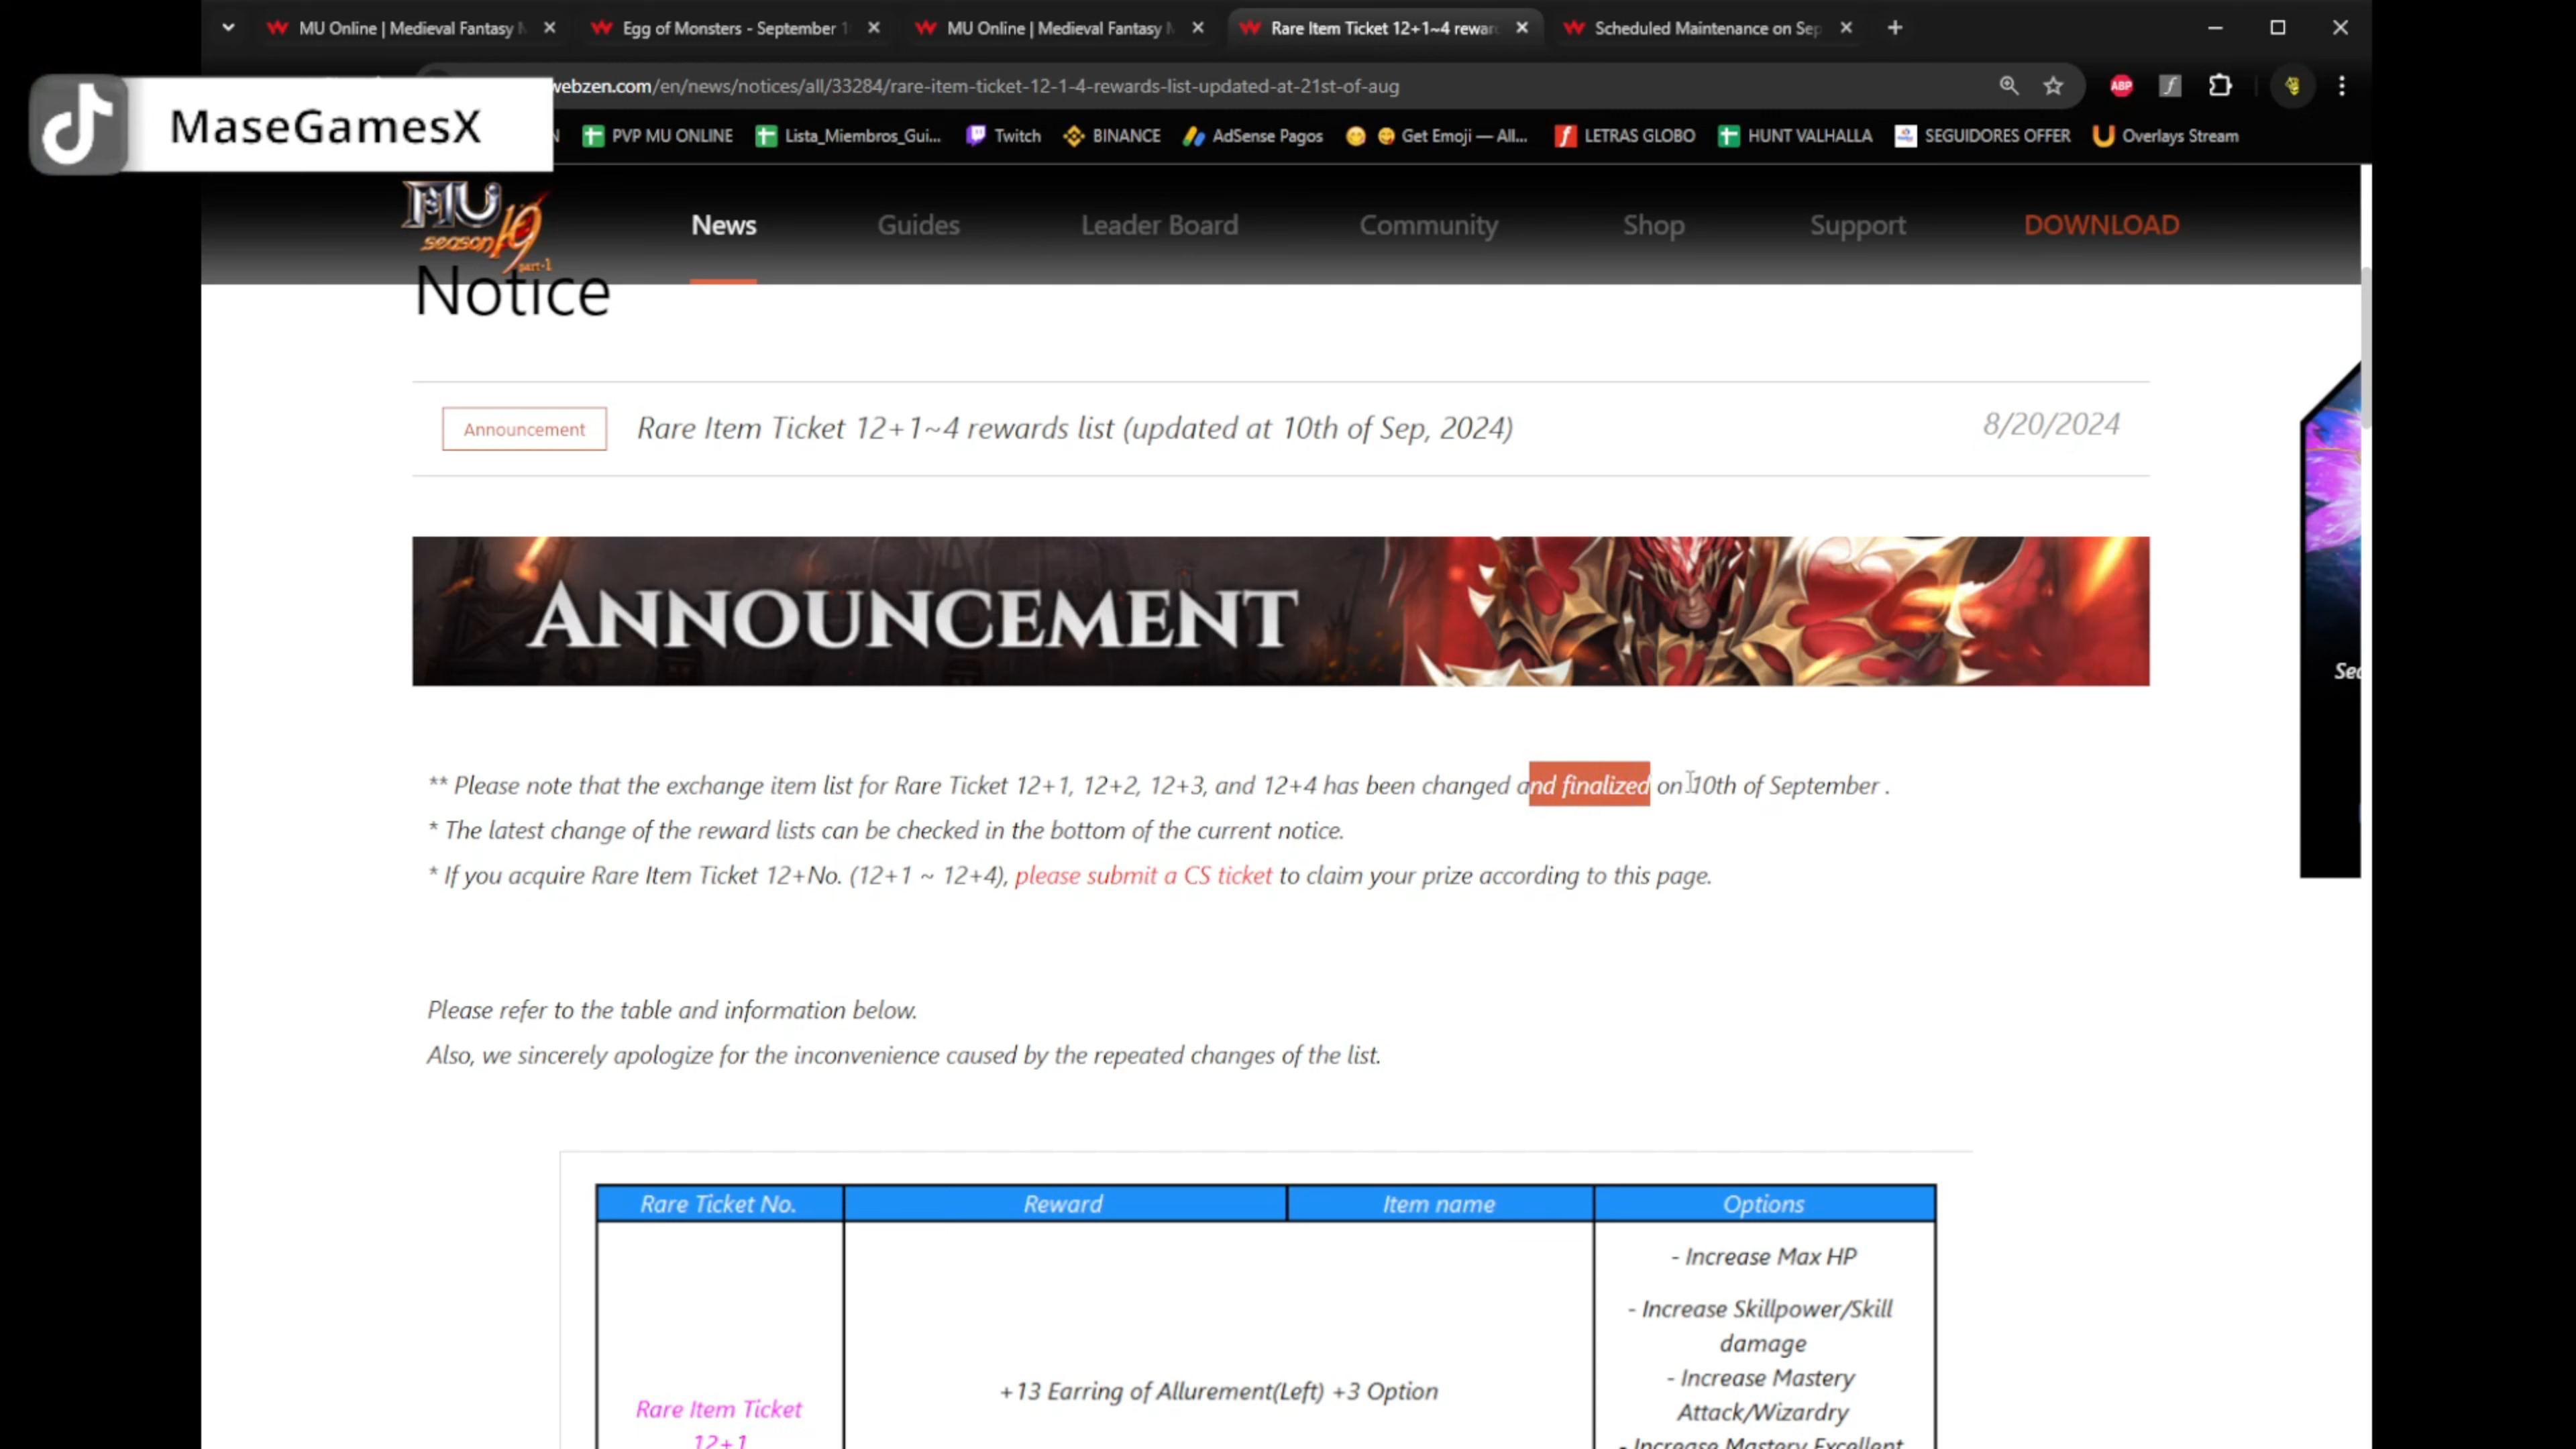 MU Online | Medieval Fantasy
Egg of Monsters - September 1
MU Online | Medieval Fantasy
Rare Item Ticket 12+1~4 rewar
Scheduled Maintenance on Sep
MaseGamesX
webzen.com/en/news/notices/all/33284/rare-item-ticket-12-1-4-rewards-list-updated-at-21st-of-aug
ABP
PVP MU ONLINE
Lista_Miembros_Gui...
Twitch
BINANCE
AdSense Pagos
Get Emoji — All...
LETRAS GLOBO
HUNT VALHALLA
SEGUIDORES OFFER
Overlays Stream
MU
season 19
part-1
News
Guides
Leader Board
Community
Shop
Support
DOWNLOAD
Notice
Announcement
Rare Item Ticket 12+1~4 rewards list (updated at 10th of Sep, 2024)
8/20/2024
ANNOUNCEMENT
** Please note that the exchange item list for Rare Ticket 12+1, 12+2, 12+3, and 12+4 has been changed and finalized on 10th of September .
* The latest change of the reward lists can be checked in the bottom of the current notice.
* If you acquire Rare Item Ticket 12+No. (12+1 ~ 12+4), please submit a CS ticket to claim your prize according to this page.
Please refer to the table and information below.
Also, we sincerely apologize for the inconvenience caused by the repeated changes of the list.
Rare Ticket No.
Reward
Item name
Options
Rare Item Ticket
12+1
+13 Earring of Allurement(Left) +3 Option
- Increase Max HP
- Increase Skillpower/Skill
damage
- Increase Mastery
Attack/Wizardry
- Increase Mastery Excellent